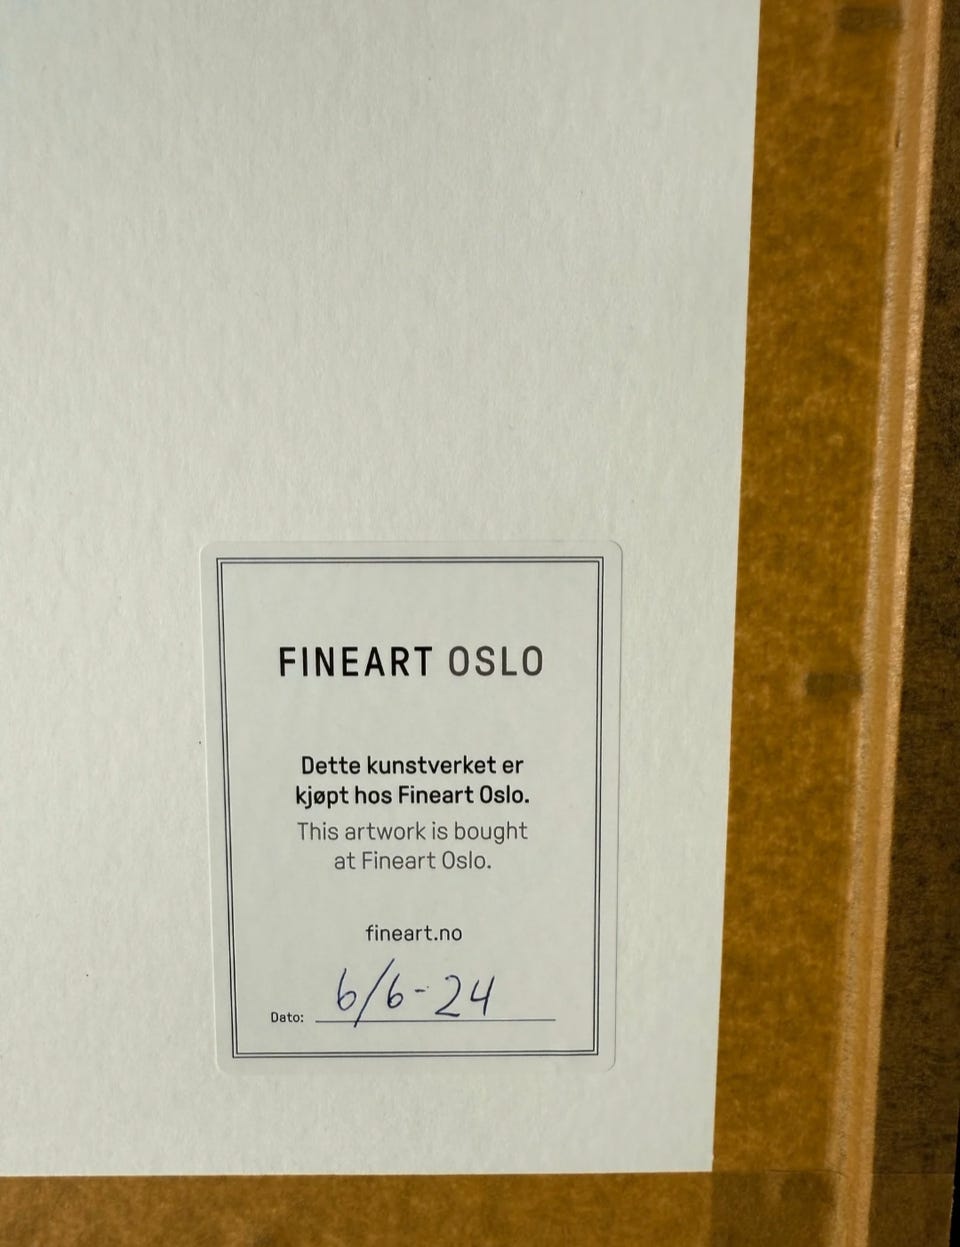 FINEART OSLO
Dette kunstverket er
kjøpt hos Fineart Oslo.
This artwork is bought
at Fineart Oslo.
fineart.no
Dato: 6/6-24